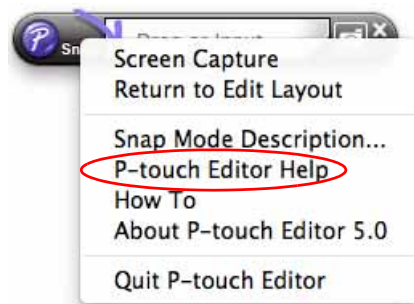 P
Sn
Screen Capture
Return to Edit Layout
Snap Mode Description...
P-touch Editor Help
How To
About P-touch Editor 5.0
Quit P-touch Editor